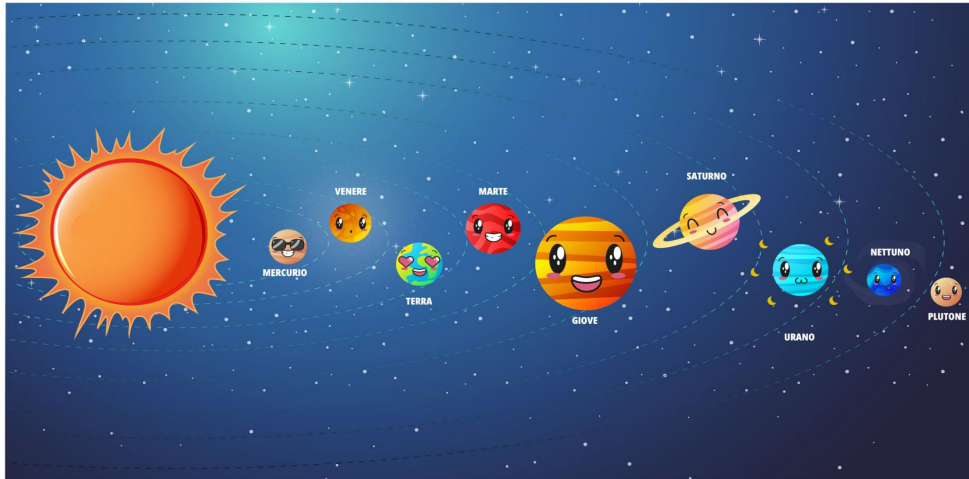 MERCURIO
VENERE
TERRA
MARTE
GIOVE
SATURNO
URANO
NETTUNO
PLUTONE